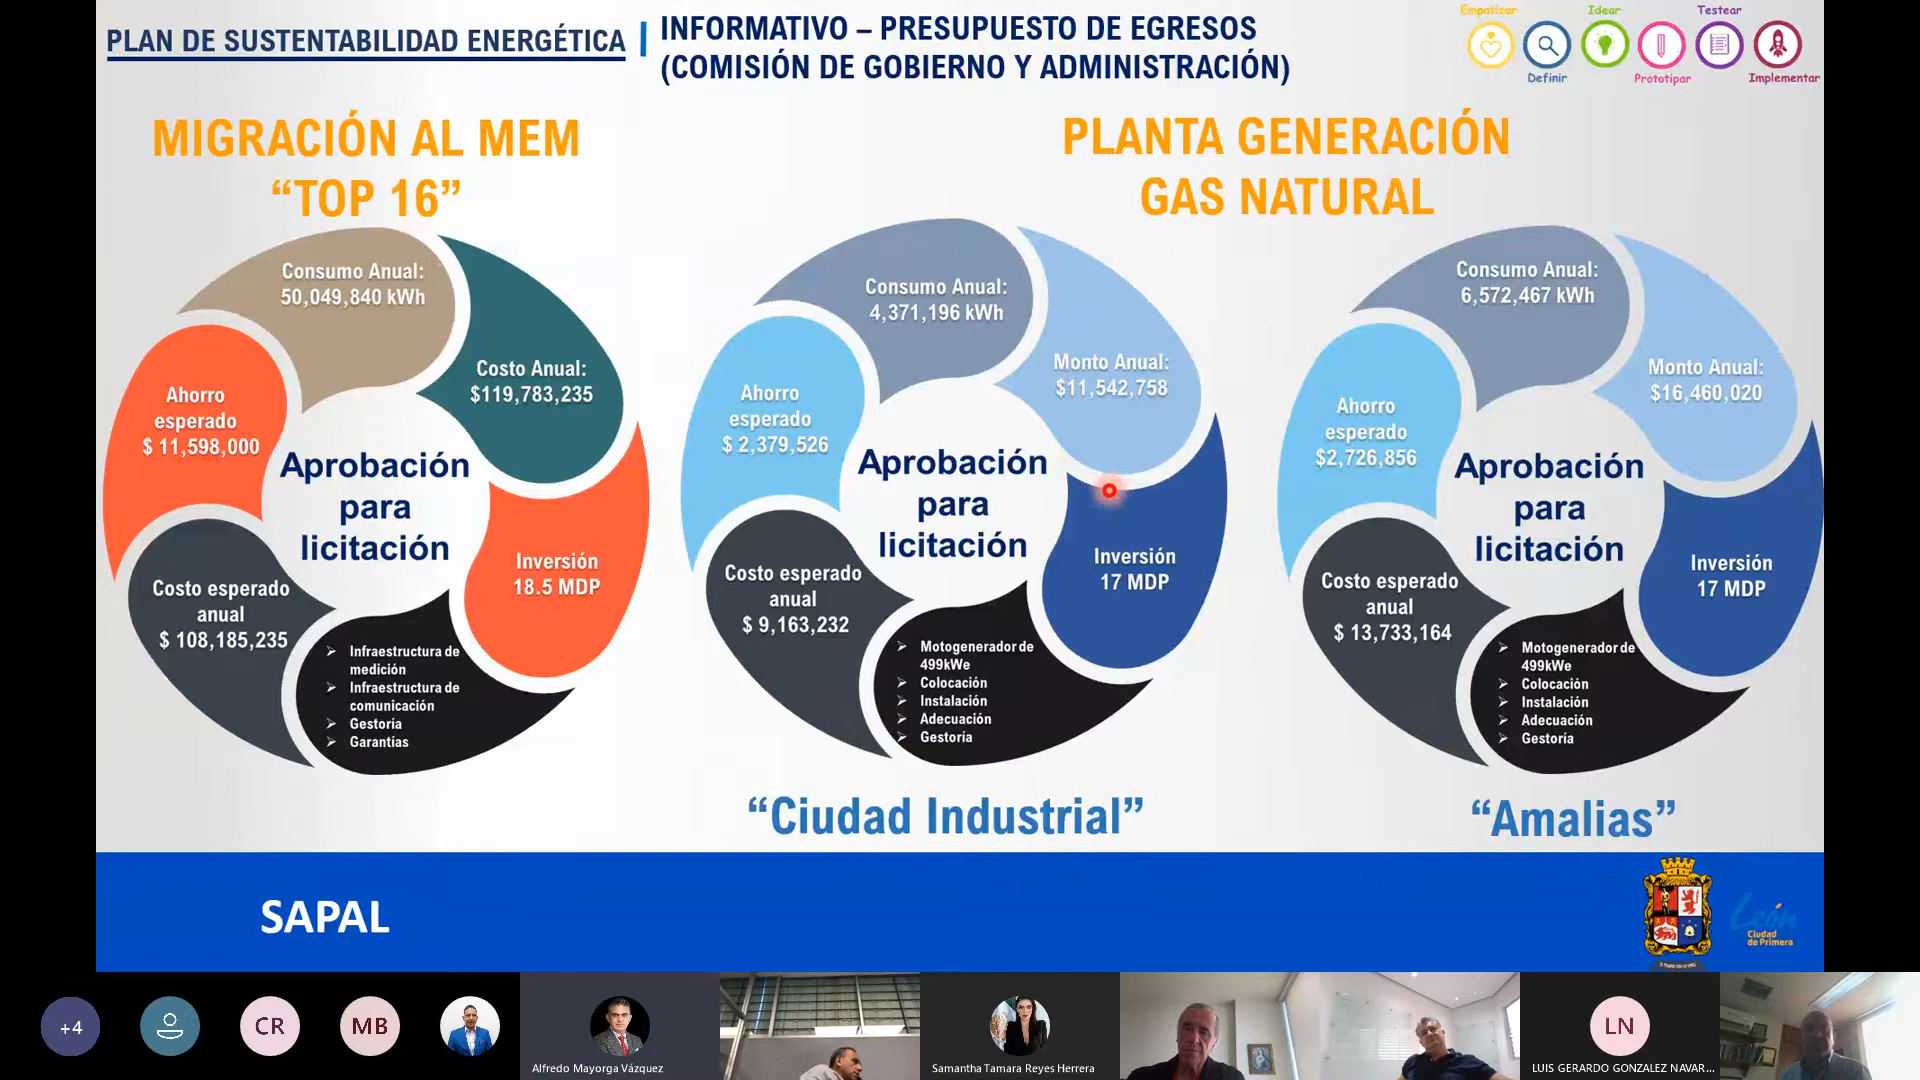 PLAN DE SUSTENTABILIDAD ENERGÉTICA
INFORMATIVO – PRESUPUESTO DE EGRESOS
(COMISIÓN DE GOBIERNO Y ADMINISTRACIÓN)
Empatizar
Definir
Idear
Prototipar
Testear
Implementar
MIGRACIÓN AL MEM
“TOP 16”
Consumo Anual:
50,049,840 kWh
Costo Anual:
$119,783,235
Ahorro
esperado
$ 11,598,000
Aprobación
para
licitación
Inversión
18.5 MDP
Costo esperado
anual
$ 108,185,235
Infraestructura de
medición
Infraestructura de
comunicación
Gestoría
Garantías
PLANTA GENERACIÓN
GAS NATURAL
Consumo Anual:
4,371,196 kWh
Monto Anual:
$11,542,758
Ahorro
esperado
$ 2,379,526
Aprobación
para
licitación
Inversión
17 MDP
Costo esperado
anual
$ 9,163,232
Motogenerador de
499kWe
Colocación
Instalación
Adecuación
Gestoría
“Ciudad Industrial”
Consumo Anual:
6,572,467 kWh
Monto Anual:
$16,460,020
Ahorro
esperado
$2,726,856
Aprobación
para
licitación
Inversión
17 MDP
Costo esperado
anual
$ 13,733,164
Motogenerador de
499kWe
Colocación
Instalación
Adecuación
Gestoría
“Amalias”
SAPAL
León
Ciudad
de Primera
+4
CR
MB
Alfredo Mayorga Vázquez
Samantha Tamara Reyes Herrera
LN
LUIS GERARDO GONZALEZ NAVAR...